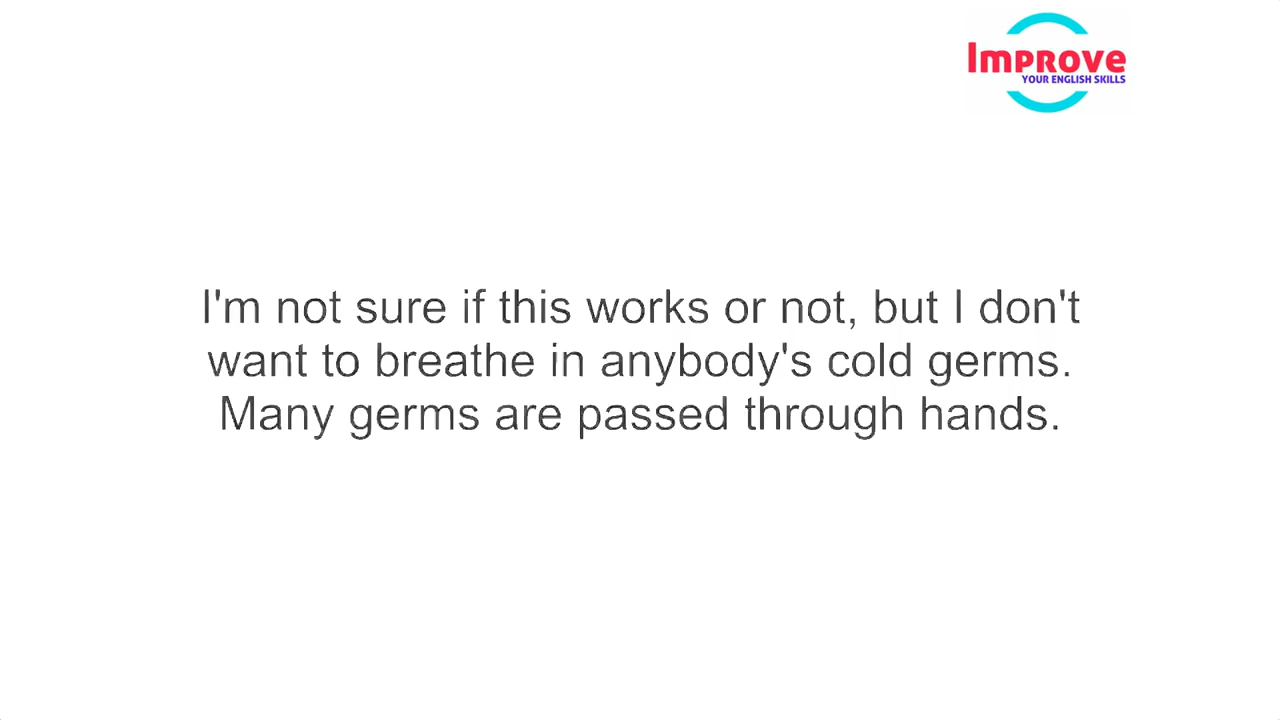 Improve
YOUR ENGLISH SKILLS
I'm not sure if this works or not, but I don't
want to breathe in anybody's cold germs.
Many germs are passed through hands.